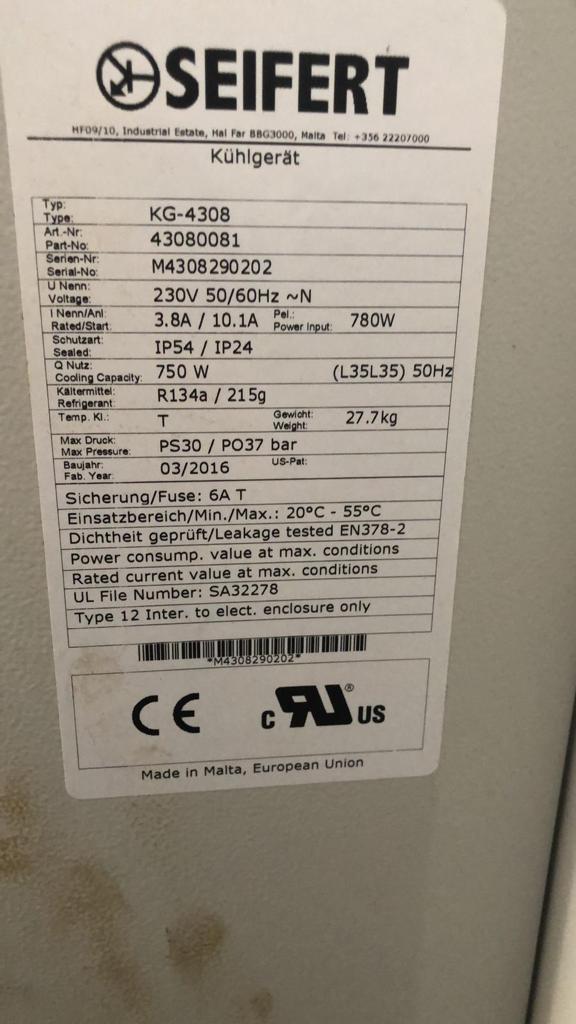 SEIFERT
HF09/10, Industrial Estate, Hal Far BBG3000, Malta Tel: +356 22207000
Kühlgerät
Typ:
Type: KG-4308
Art.-Nr:
Part-No: 43080081
Serien-Nr:
Serial-No: M4308290202
U Nenn:
Voltage: 230V 50/60Hz ~N
I Nenn/Anl:
Rated/Start: 3.8A / 10.1A Pel.:
Power Input: 780W
Schutzart:
Sealed: IP54 / IP24
Q Nutz:
Cooling Capacity: 750 W (L35L35) 50Hz
Kältermittel:
Refrigerant: R134a / 215g
Temp. Kl.: T Gewicht:
Weight: 27.7kg
Max Druck:
Max Pressure: PS30 / PO37 bar
Baujahr:
Fab. Year: 03/2016 US-Pat:
Sicherung/Fuse: 6A T
Einsatzbereich/Min./Max.: 20°C - 55°C
Dichtheit geprüft/Leakage tested EN378-2
Power consump. value at max. conditions
Rated current value at max. conditions
UL File Number: SA32278
Type 12 Inter. to elect. enclosure only
*M4308290202*
CE c RU® US
Made in Malta, European Union